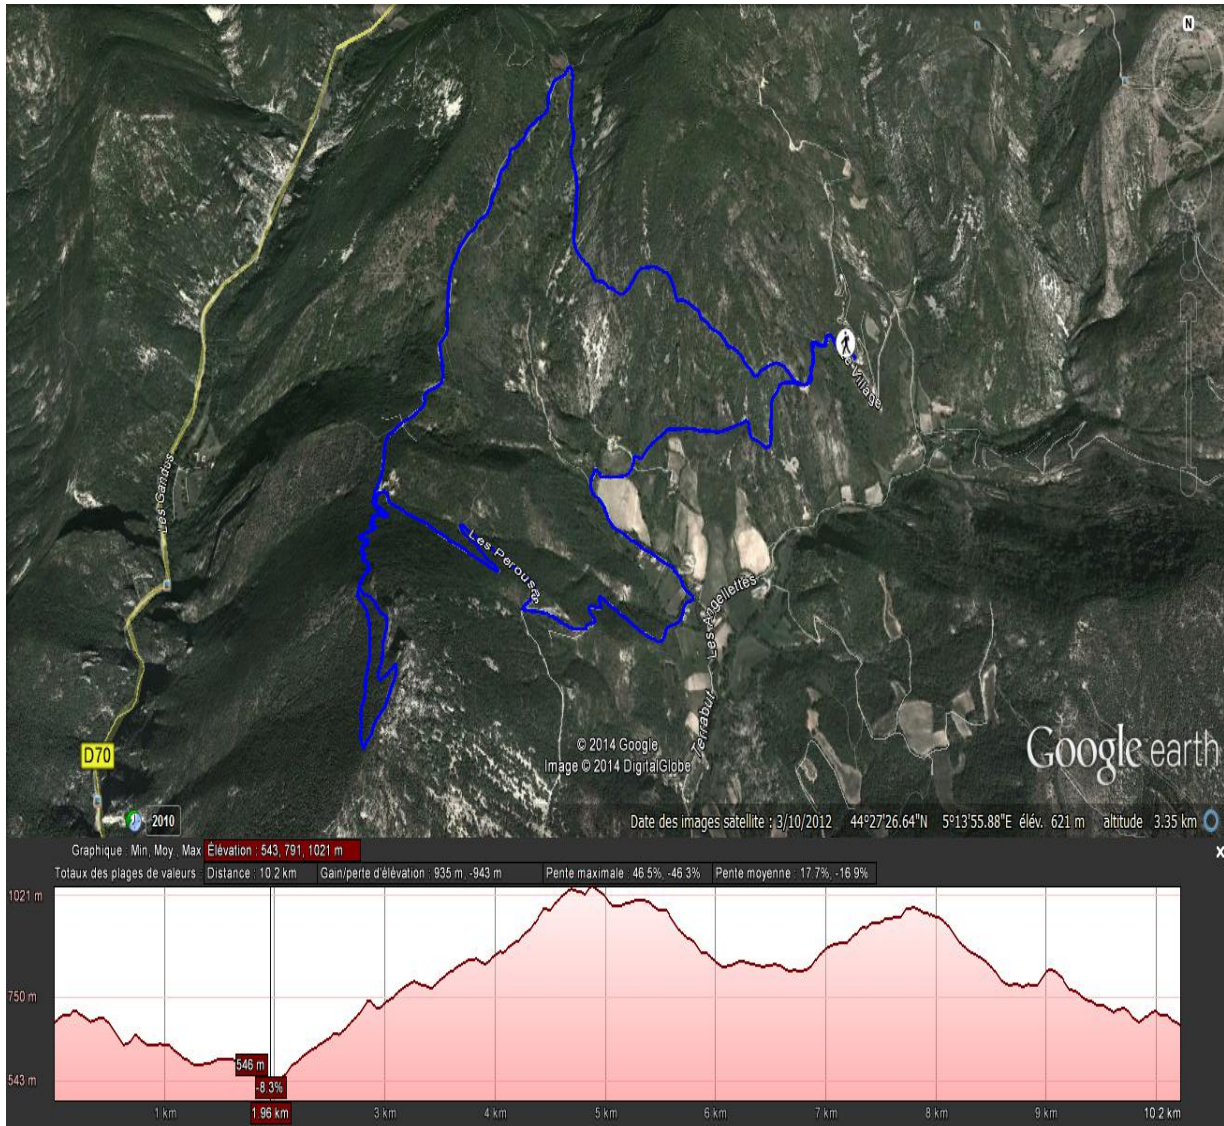 N
Le Village
Les Gandus
Les Perouses
Les Angellettes
Terrabut
D70
© 2014 Google
Image © 2014 DigitalGlobe
Google earth
2010
Date des images satellite : 3/10/2012 44°27'26.64"N 5°13'55.88"E élév. 621 m altitude 3.35 km
Graphique : Min, Moy., Max Élévation : 543, 791, 1021 m
x
Totaux des plages de valeurs : Distance : 10.2 km Gain/perte d'élévation : 935 m, -943 m Pente maximale : 46.5%, -46.3% Pente moyenne : 17.7%, -16.9%
1021 m
750 m
546 m
543 m
-8.3%
1 km 1.96 km 3 km 4 km 5 km 6 km 7 km 8 km 9 km 10.2 km